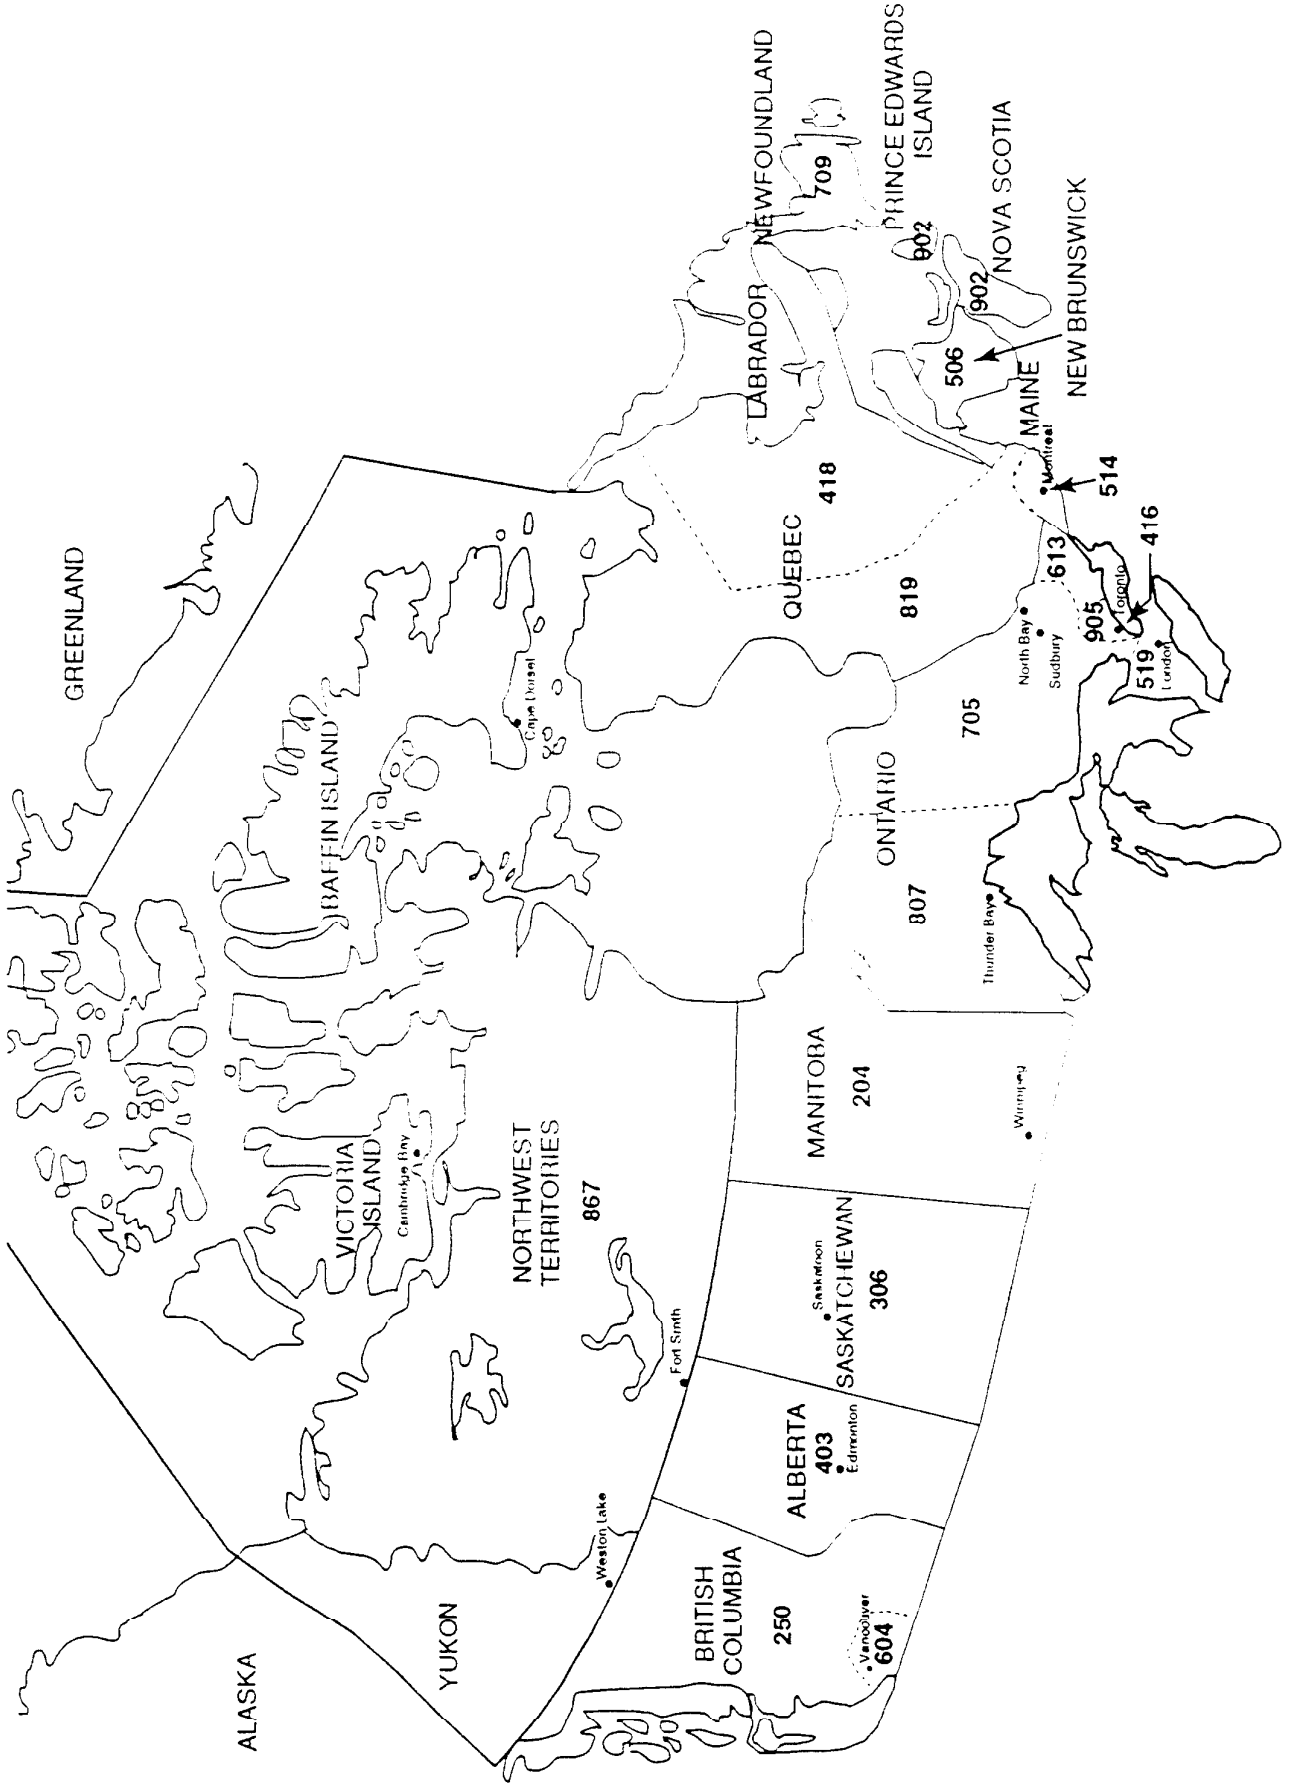 GREENLAND
ALASKA
YUKON
BAFFIN ISLAND
VICTORIA
ISLAND
Cambridge Bay
NORTHWEST
TERRITORIES
867
Cape Dorset
Weston Lake
Fort Smith
BRITISH
COLUMBIA
250
Vancouver
604
ALBERTA
403
Edmonton
Saskatoon
SASKATCHEWAN
306
MANITOBA
204
Winnipeg
ONTARIO
807
Thunder Bay
705
North Bay
Sudbury
QUEBEC
819
418
613
905
Toronto
416
519
London
Montreal
514
LABRADOR
NEWFOUNDLAND
709
PRINCE EDWARDS
ISLAND
902
NOVA SCOTIA
902
506
NEW BRUNSWICK
MAINE